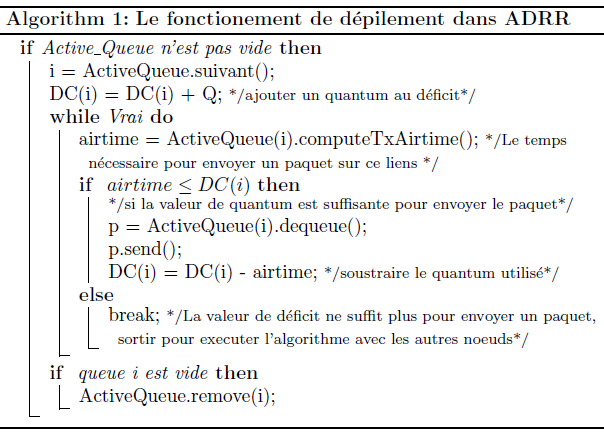 Algorithm 1: Le fonctionement de dépilement dans ADRR
if Active_Queue n'est pas vide then
i = ActiveQueue.suivant();
DC(i) = DC(i) + Q; */ajouter un quantum au déficit*/
while Vrai do
airtime = ActiveQueue(i).computeTxAirtime(); */Le temps
nécessaire pour envoyer un paquet sur ce liens */
if airtime ≤ DC(i) then
*/si la valeur de quantum est suffisante pour envoyer le paquet*/
p = ActiveQueue(i).dequeue();
p.send();
DC(i) = DC(i) - airtime; */soustraire le quantum utilisé*/
else
break; */La valeur de déficit ne suffit plus pour envoyer un paquet,
sortir pour executer l'algorithme avec les autres noeuds*/
if queue i est vide then
ActiveQueue.remove(i);